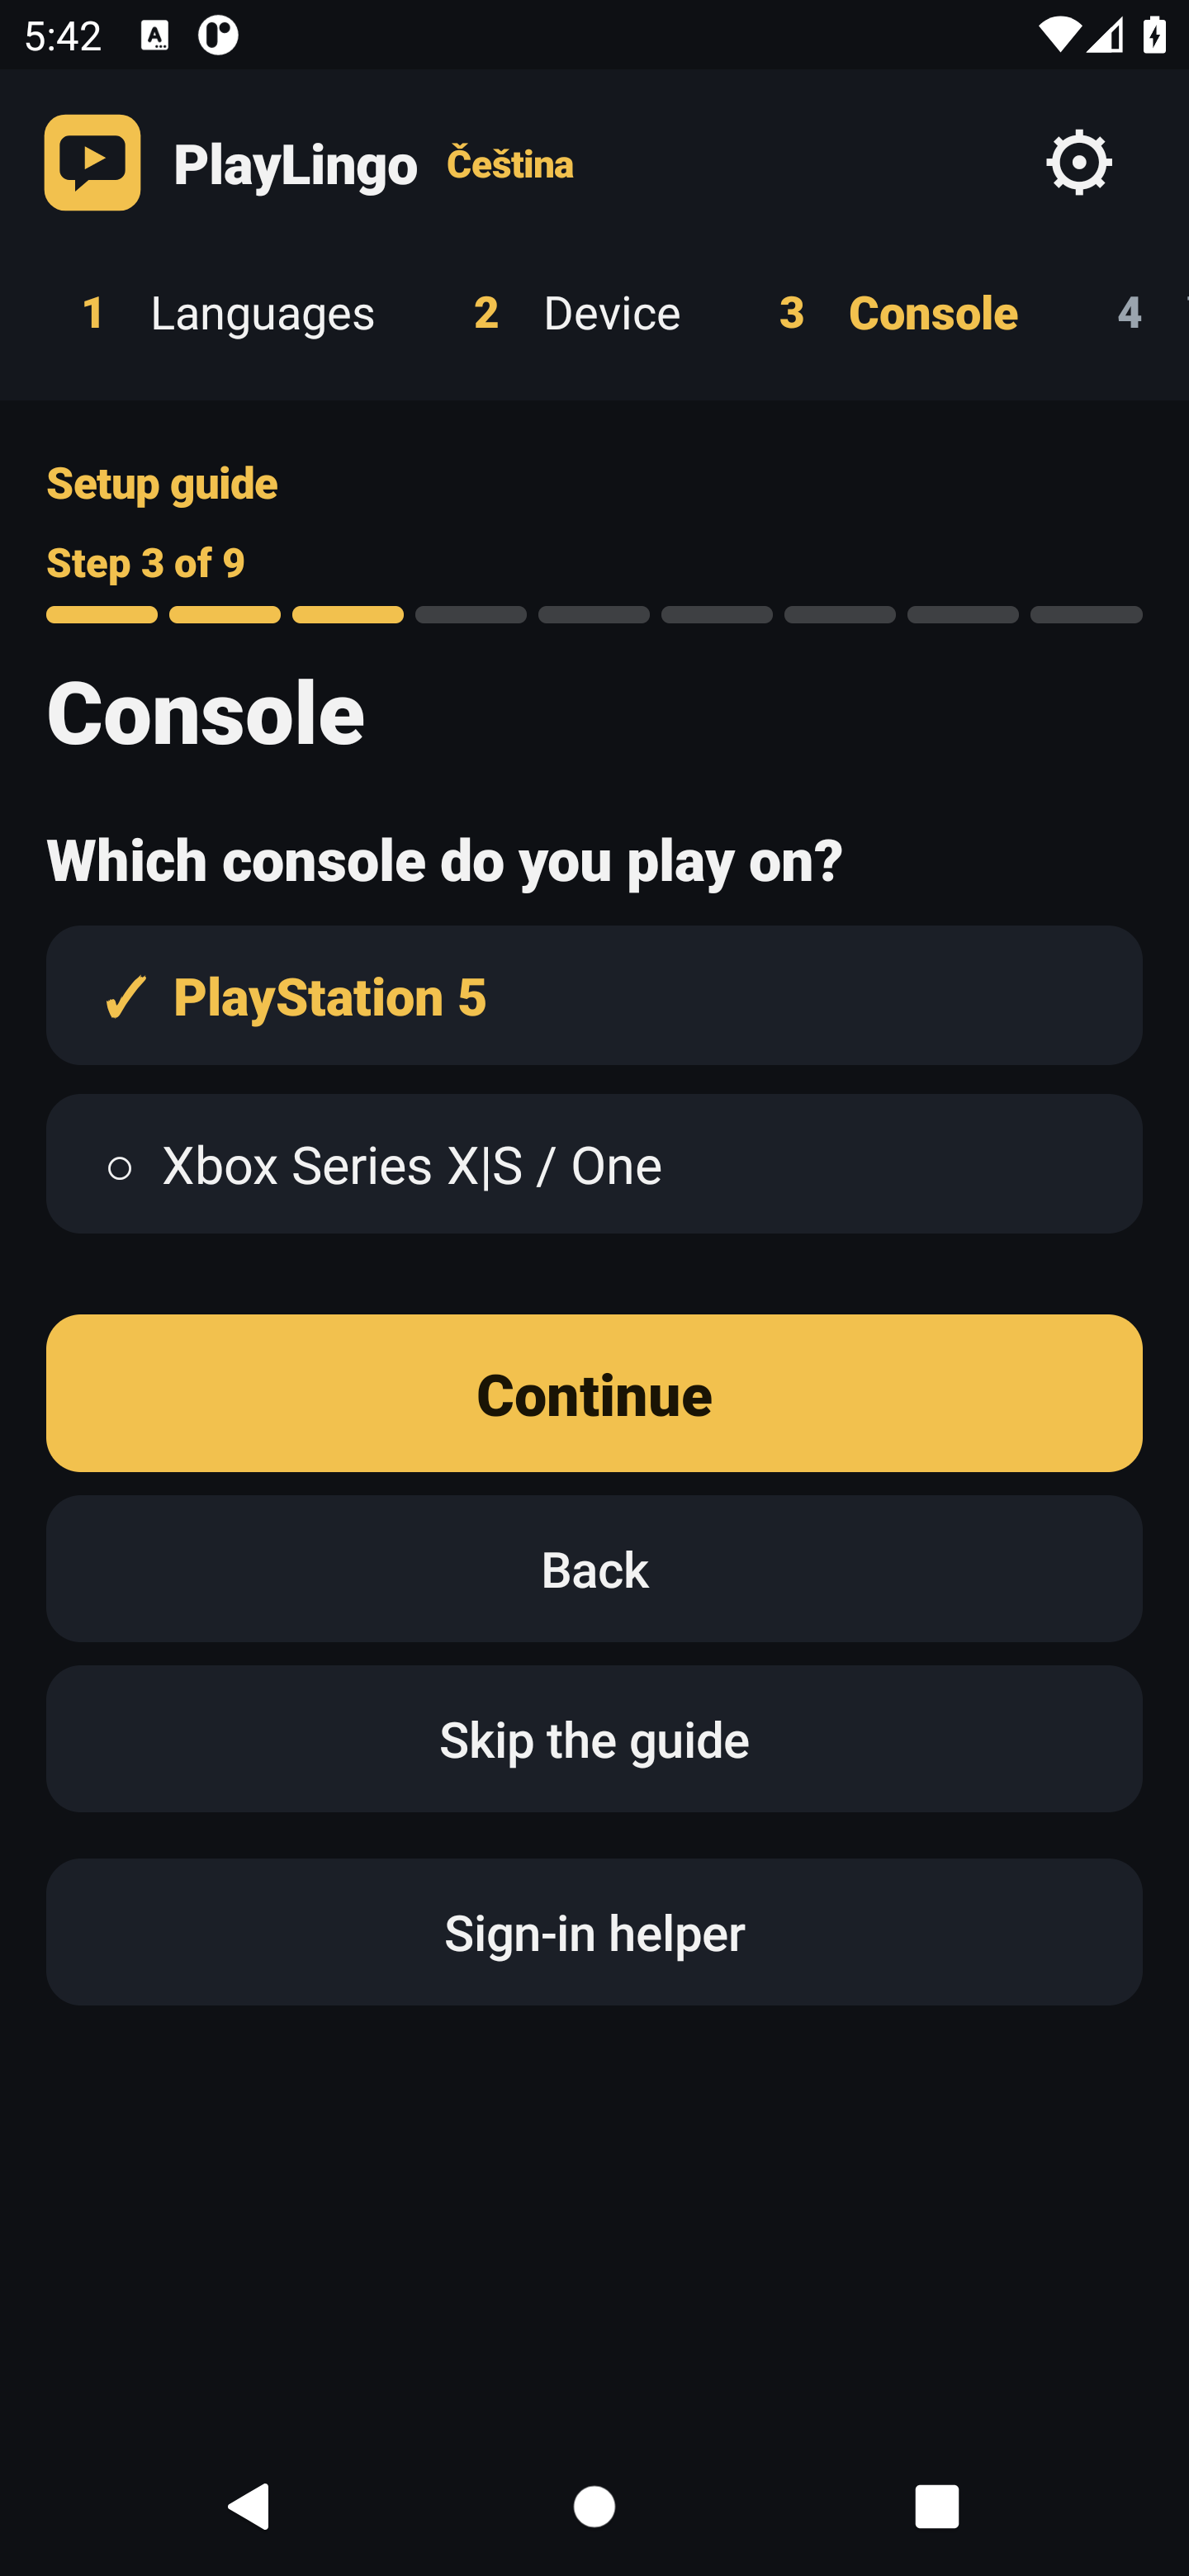 5:42
PlayLingo Čeština
1 Languages 2 Device 3 Console 4
Setup guide
Step 3 of 9
Console
Which console do you play on?
✓ PlayStation 5
○ Xbox Series X|S / One
Continue
Back
Skip the guide
Sign-in helper